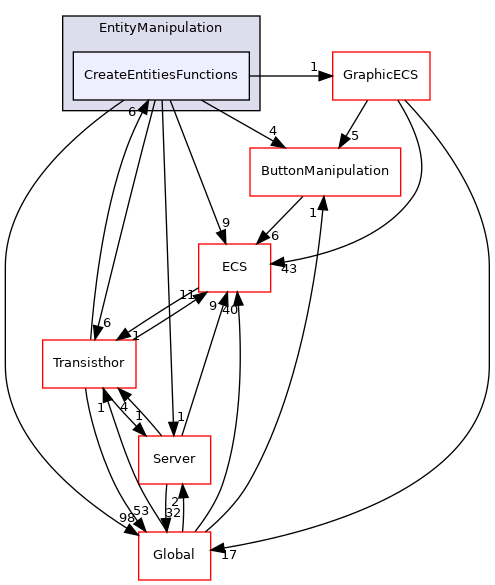 EntityManipulation
CreateEntitiesFunctions
1
GraphicECS
6
4
5
ButtonManipulation
1
9
6
ECS
43
11
9
40
6
1
Transisthor
1
4
1
1
Server
2
53
32
98
Global
17